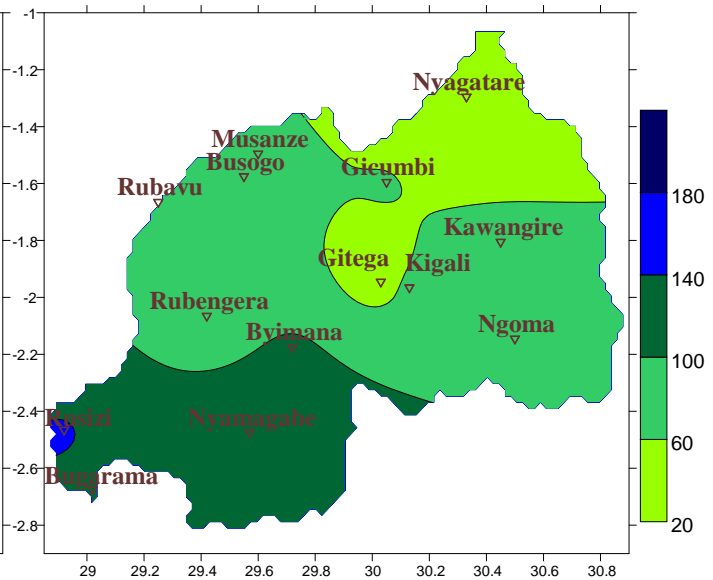 -1
-1.2
Nyagatare
-1.4
Musanze
Busogo
Gicumbi
-1.6
Rubavu
180
Kawangire
-1.8
Gitega
Kigali
140
-2
Rubengera
Ngoma
Byimana
-2.2
100
-2.4
Rusizi
Nyamagabe
60
-2.6
Bugarama
-2.8
20
29 29.2 29.4 29.6 29.8 30 30.2 30.4 30.6 30.8